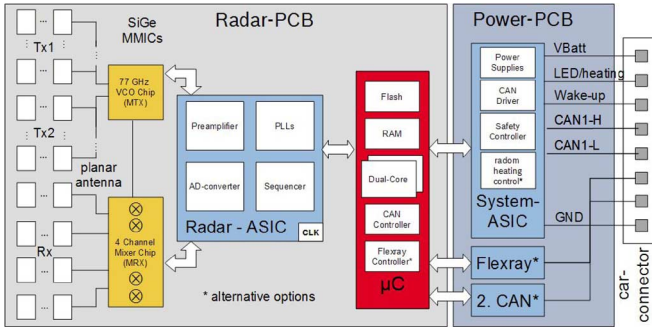 SiGe
MMICs
Radar-PCB
Power-PCB
Tx1
77 GHz
VCO Chip
(MTX)
Tx2
planar
antenna
Rx
4 Channel
Mixer Chip
(MRX)
Preamplifier
PLLs
AD-converter
Sequencer
Radar - ASIC
CLK
* alternative options
Flash
RAM
Dual-Core
CAN
Controller
Flexray
Controller*
µC
Power
Supplies
CAN
Driver
Safety
Controller
radom
heating
control*
System-
ASIC
Flexray*
2. CAN*
VBatt
LED/heating
Wake-up
CAN1-H
CAN1-L
GND
car-
connector